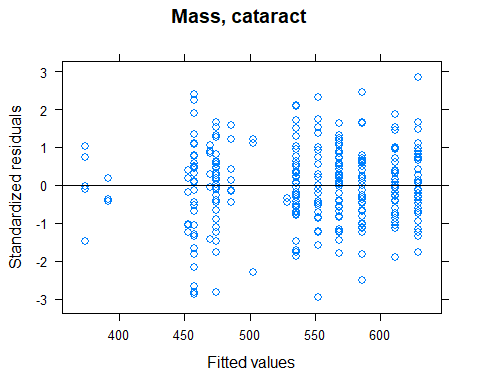 Mass, cataract
Standardized residuals
3
2
1
0
-1
-2
-3
400 450 500 550 600
Fitted values